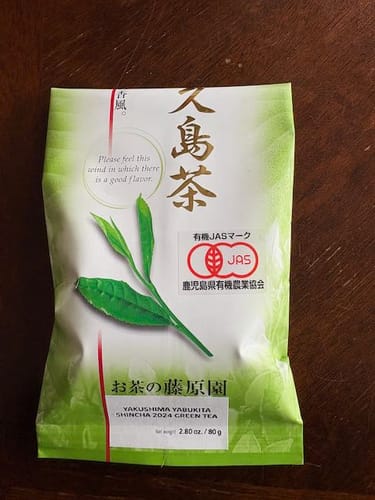 香風。
久島茶
Please feel this
wind in which there
is a good flavor.
有機JASマーク
JAS
鹿児島県有機農業協会
お茶の藤原園
YAKUSHIMA YABUKITA
SHINCHA 2024 GREEN TEA
Net weight 2.80 oz. / 80 g